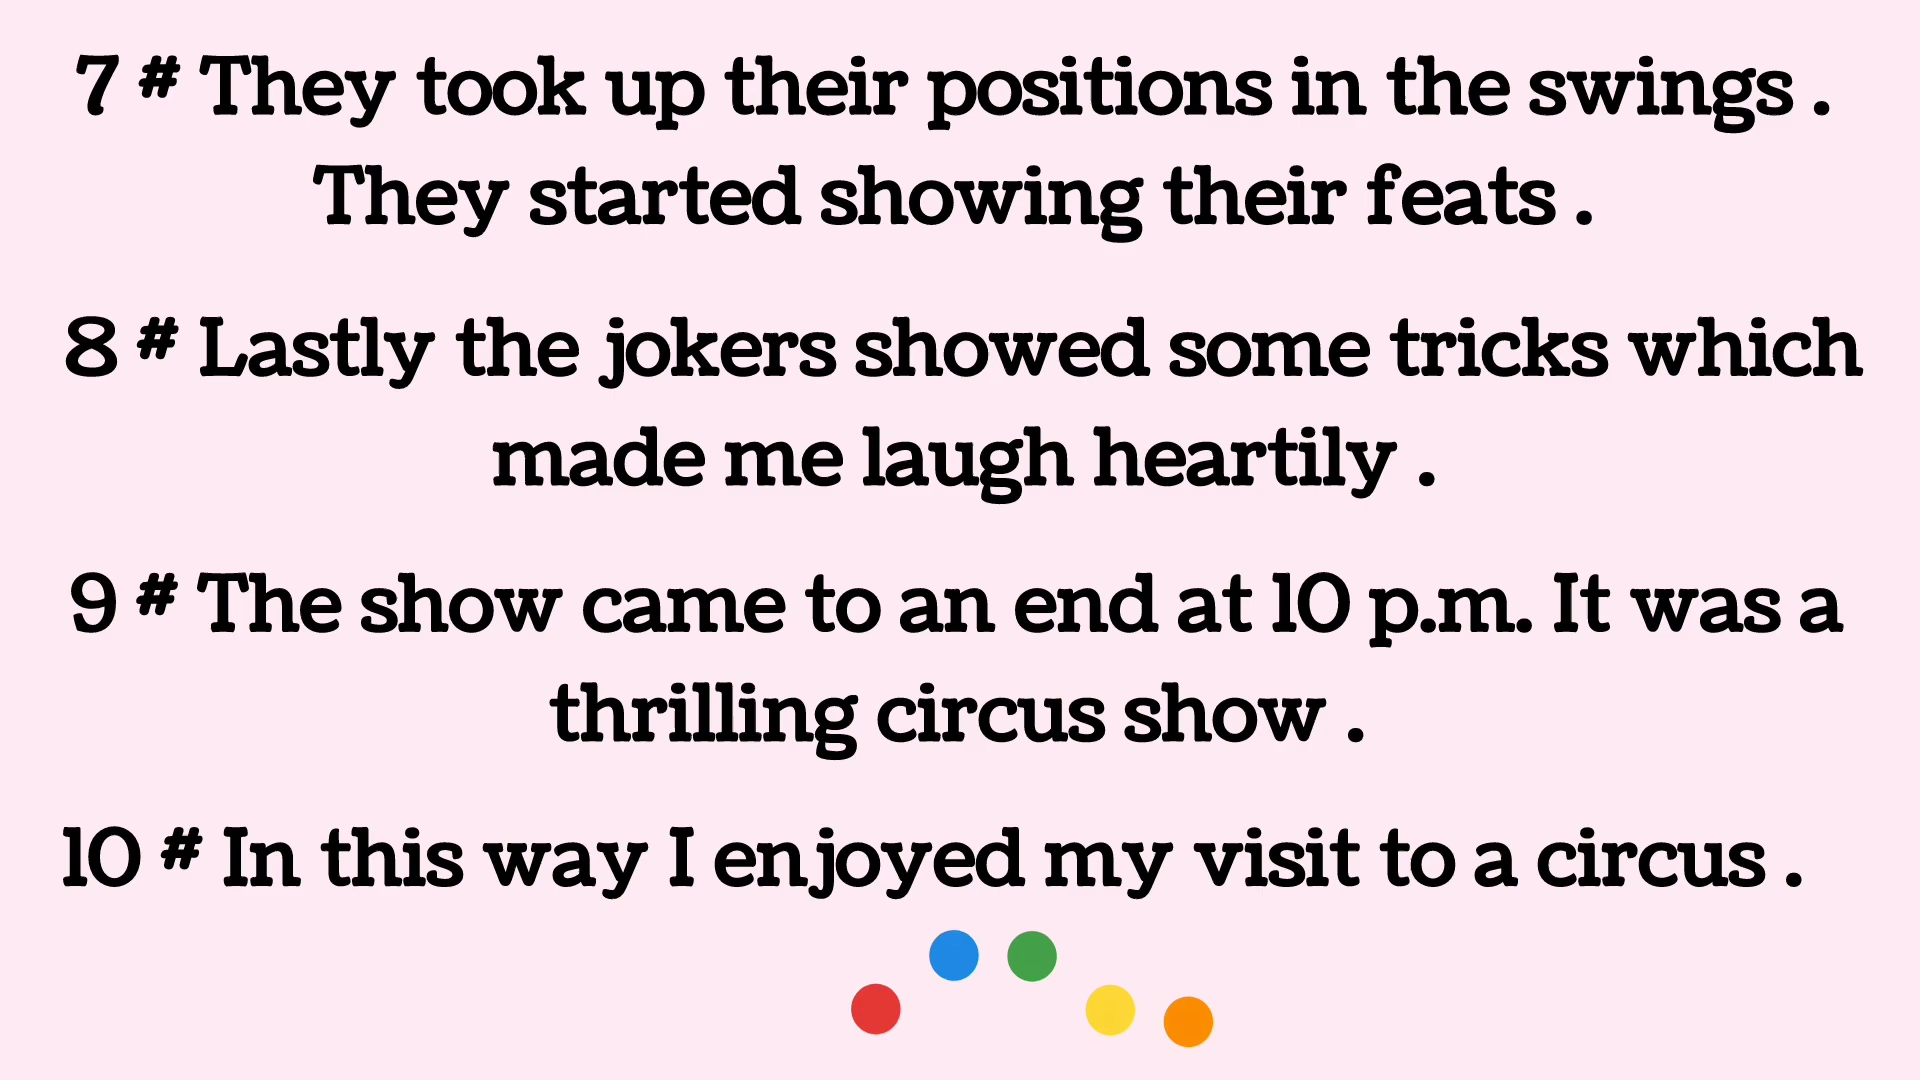 7 # They took up their positions in the swings .
They started showing their feats .
8 # Lastly the jokers showed some tricks which
made me laugh heartily .
9 # The show came to an end at 10 p.m. It was a
thrilling circus show .
10 # In this way I enjoyed my visit to a circus .